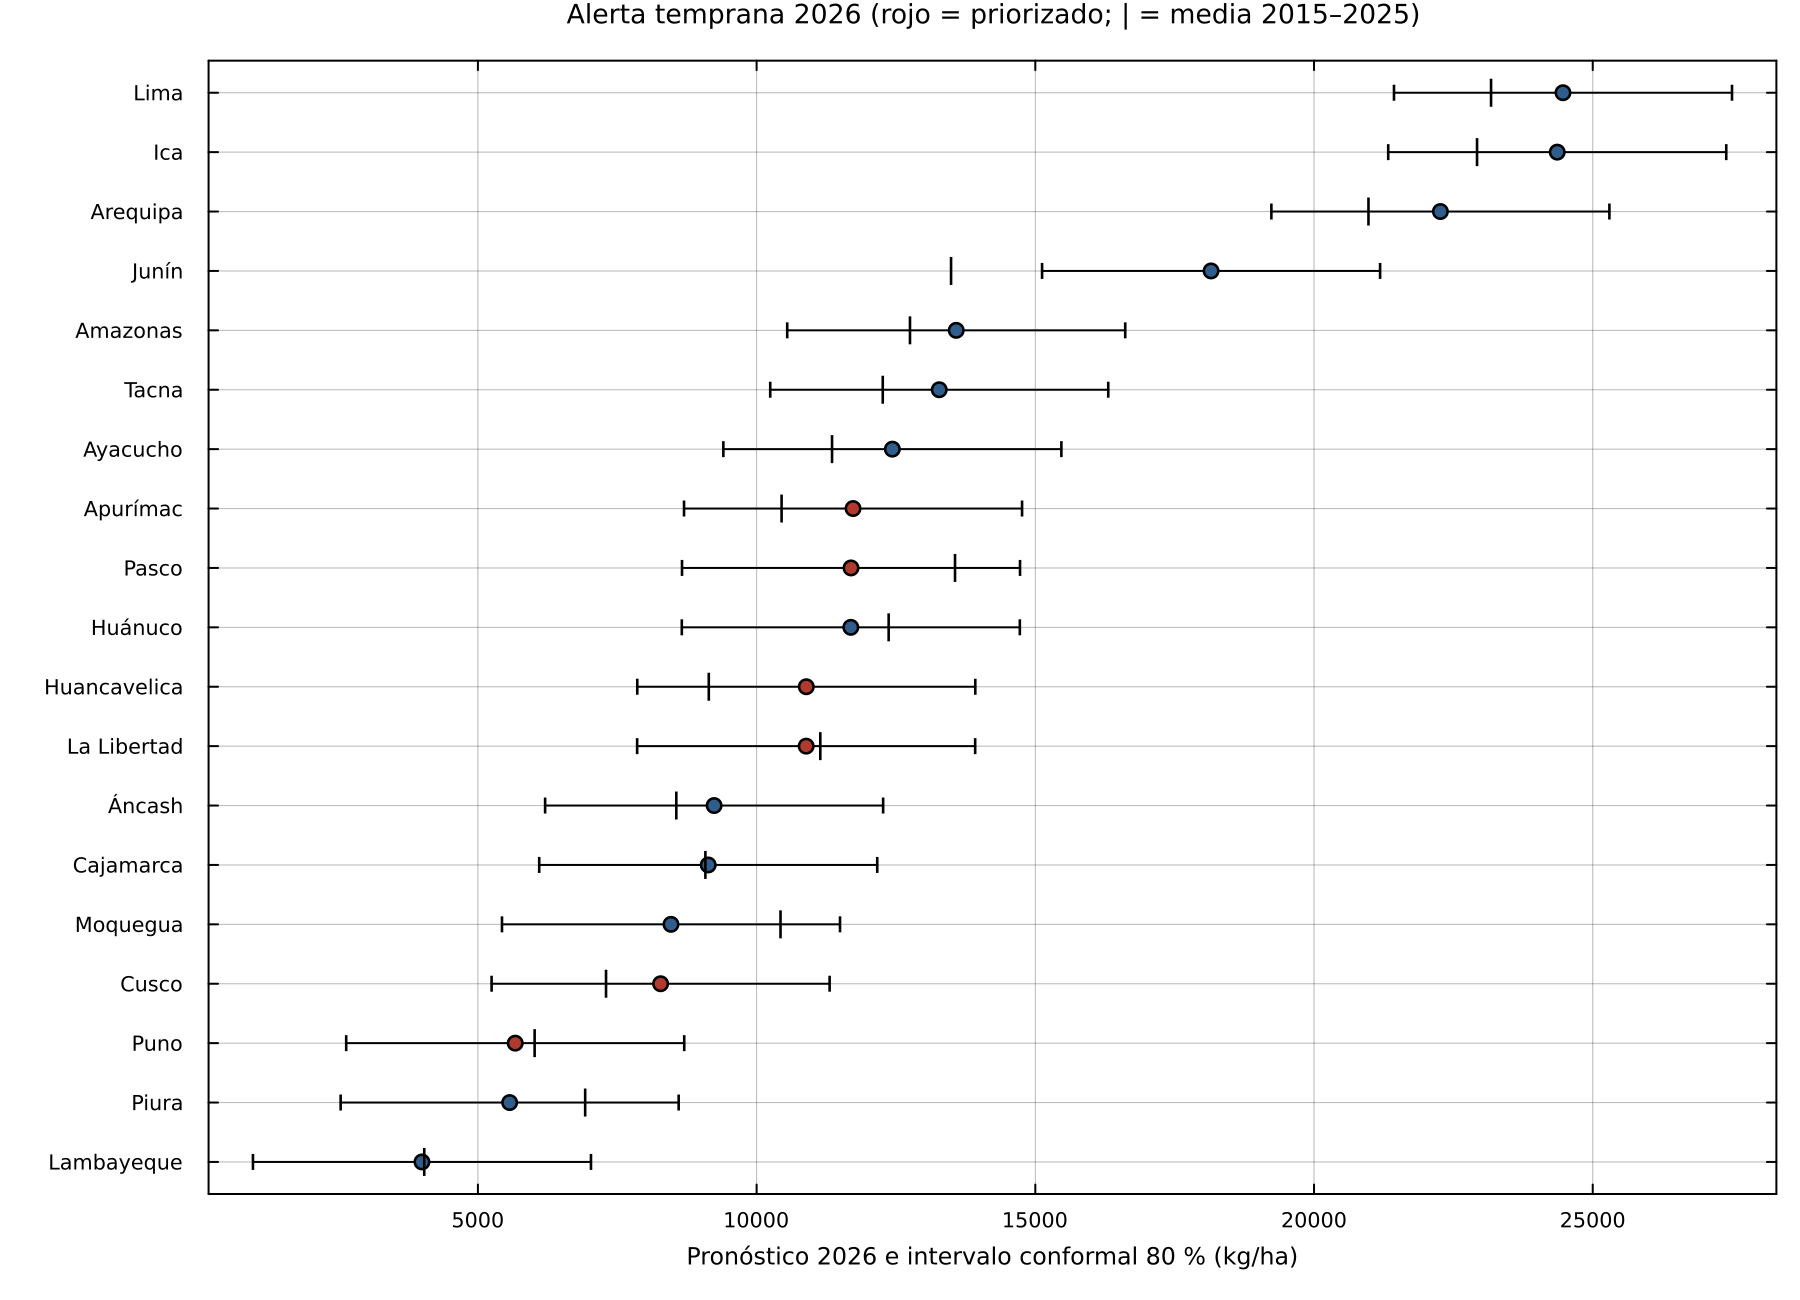 Alerta temprana 2026 (rojo = priorizado; | = media 2015–2025)
Lima
Ica
Arequipa
Junín
Amazonas
Tacna
Ayacucho
Apurímac
Pasco
Huánuco
Huancavelica
La Libertad
Áncash
Cajamarca
Moquegua
Cusco
Puno
Piura
Lambayeque
5000 10000 15000 20000 25000
Pronóstico 2026 e intervalo conformal 80 % (kg/ha)